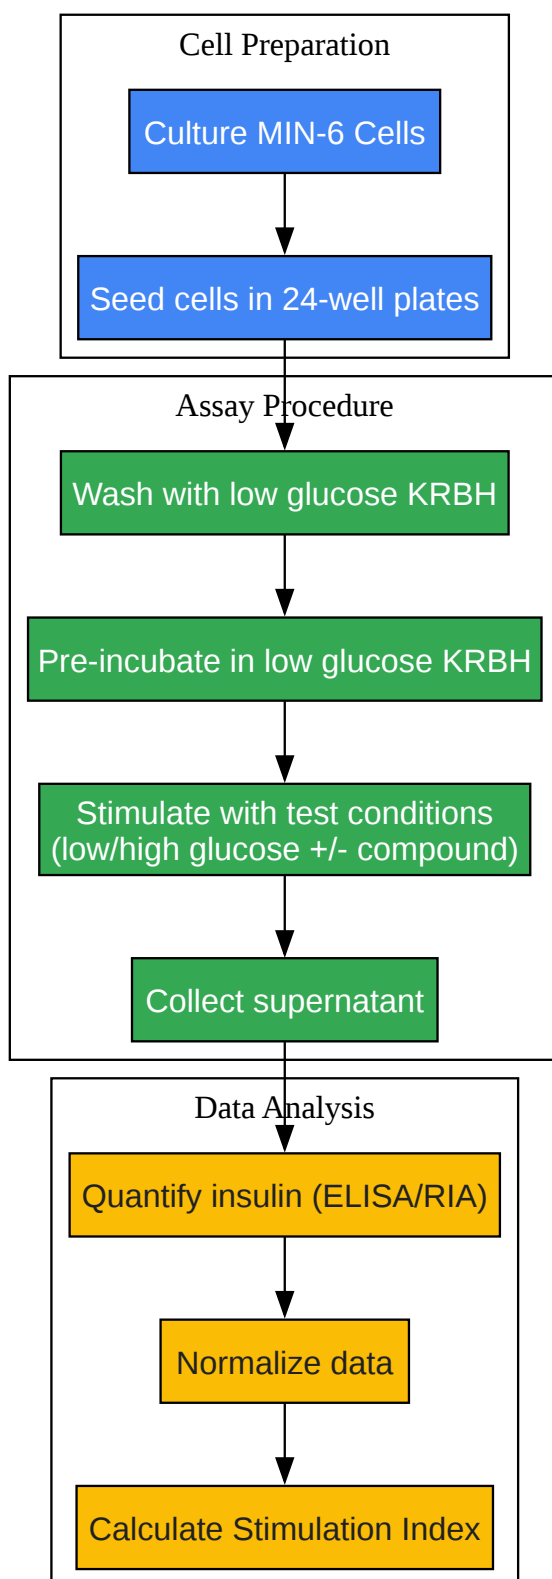 Cell Preparation
Culture MIN-6 Cells
Seed cells in 24-well plates
Assay Procedure
Wash with low glucose KRBH
Pre-incubate in low glucose KRBH
Stimulate with test conditions
(low/high glucose +/- compound)
Collect supernatant
Data Analysis
Quantify insulin (ELISA/RIA)
Normalize data
Calculate Stimulation Index